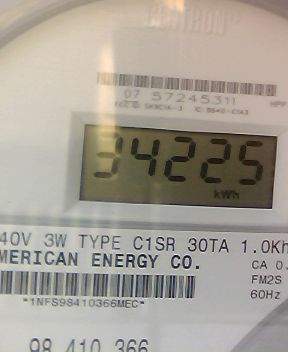 CENTRON®
07 57245311
34225
kWh
40V 3W TYPE C1SR 30TA 1.0Kh
MERICAN ENERGY CO.
CA 0.
FM2S
60Hz
*1NFS98410366MEC*
98 410 366